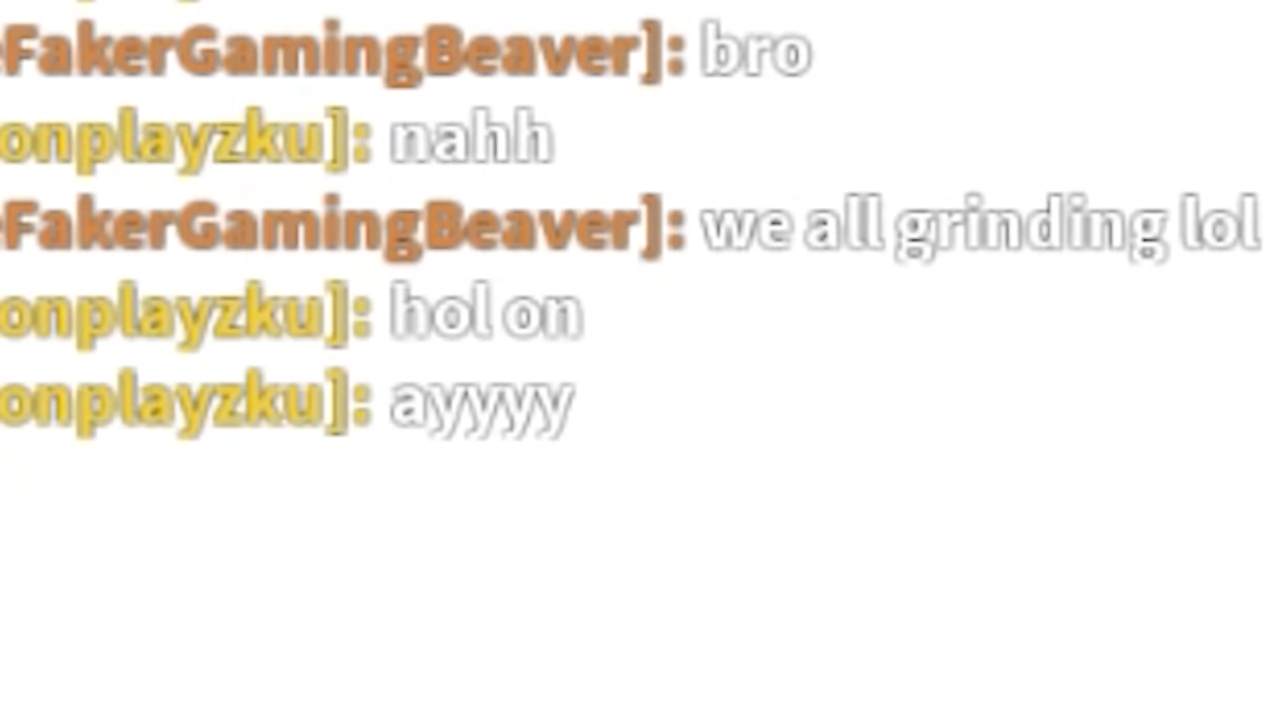 FakerGamingBeaver]: bro
onplayzku]: nahh
FakerGamingBeaver]: we all grinding lol
onplayzku]: hol on
onplayzku]: ayyyy